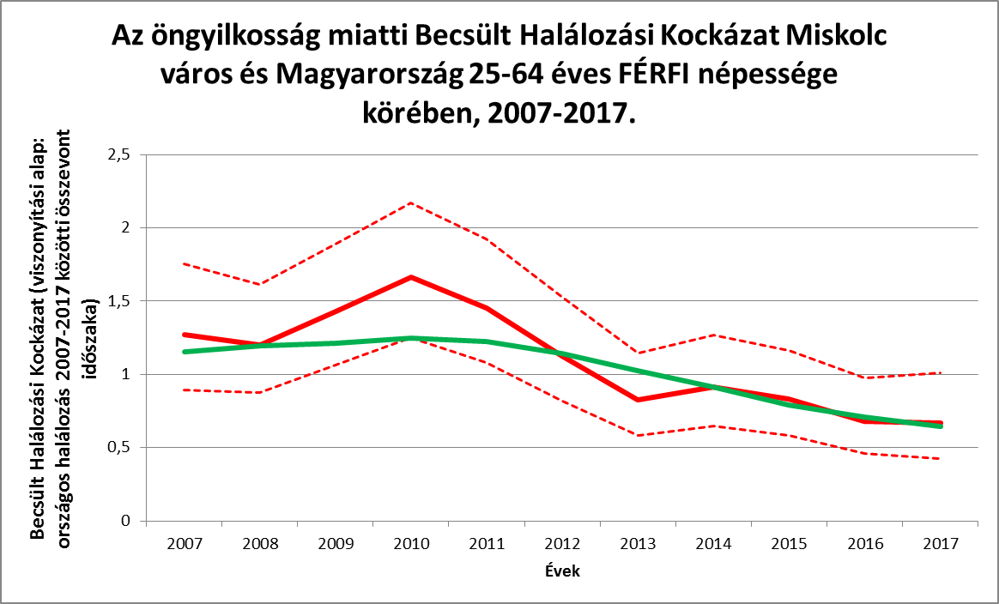 Az öngyilkosság miatti Becsült Halálozási Kockázat Miskolc
város és Magyarország 25-64 éves FÉRFI népessége
körében, 2007-2017.
Becsült Halálozási Kockázat (viszonyítási alap:
országos halálozás 2007-2017 közötti összevont
időszaka)
2,5
2
1,5
1
0,5
0
2007 2008 2009 2010 2011 2012 2013 2014 2015 2016 2017
Évek